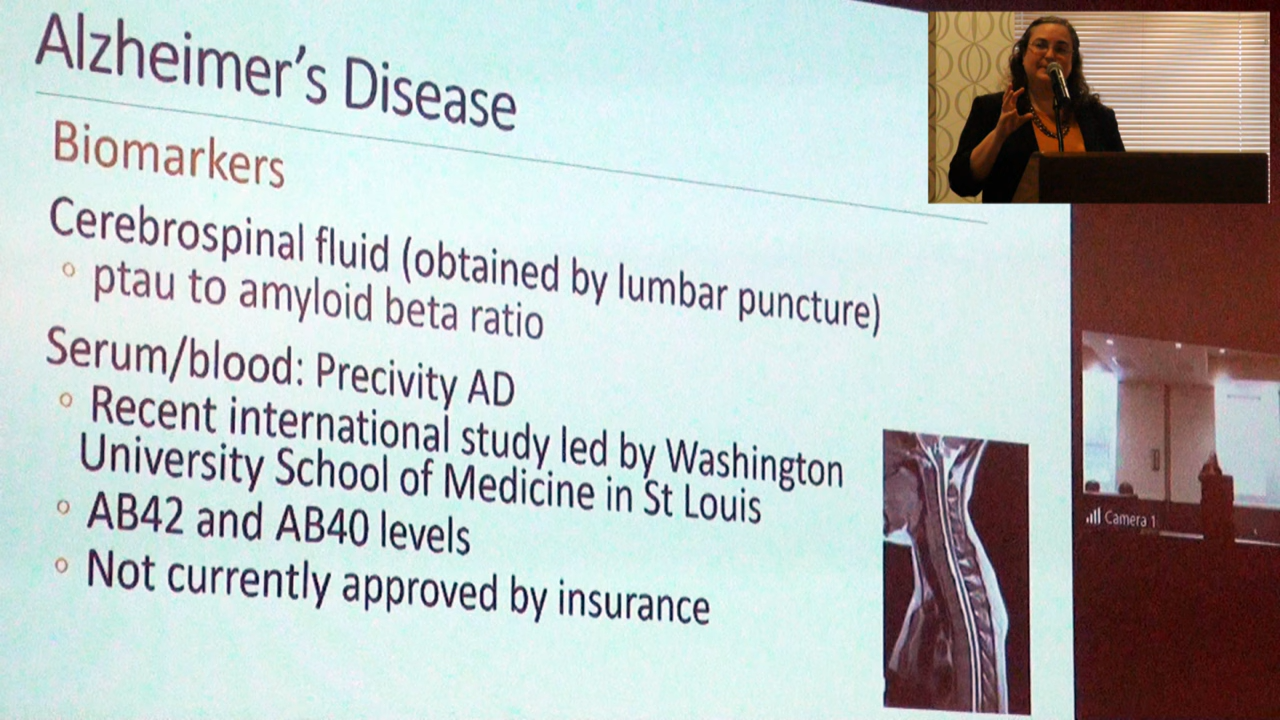 Alzheimer's Disease
Biomarkers
Cerebrospinal fluid (obtained by lumbar puncture)
◦ ptau to amyloid beta ratio
Serum/blood: Precivity AD
◦ Recent international study led by Washington
University School of Medicine in St Louis
◦ AB42 and AB40 levels
◦ Not currently approved by insurance
Camera 1